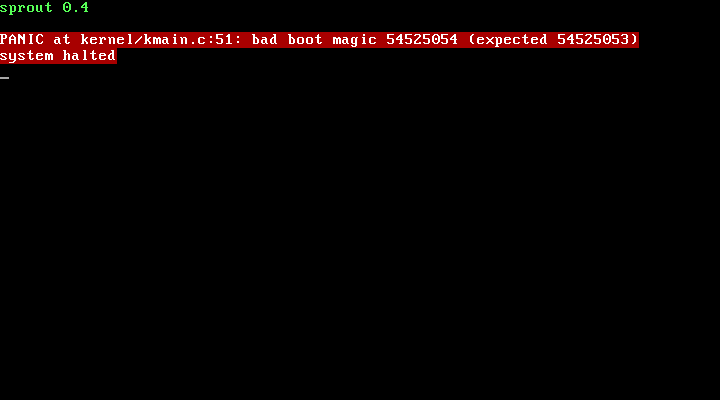 sprout 0.4
PANIC at kernel/kmain.c:51: bad boot magic 54525054 (expected 54525053)
system halted